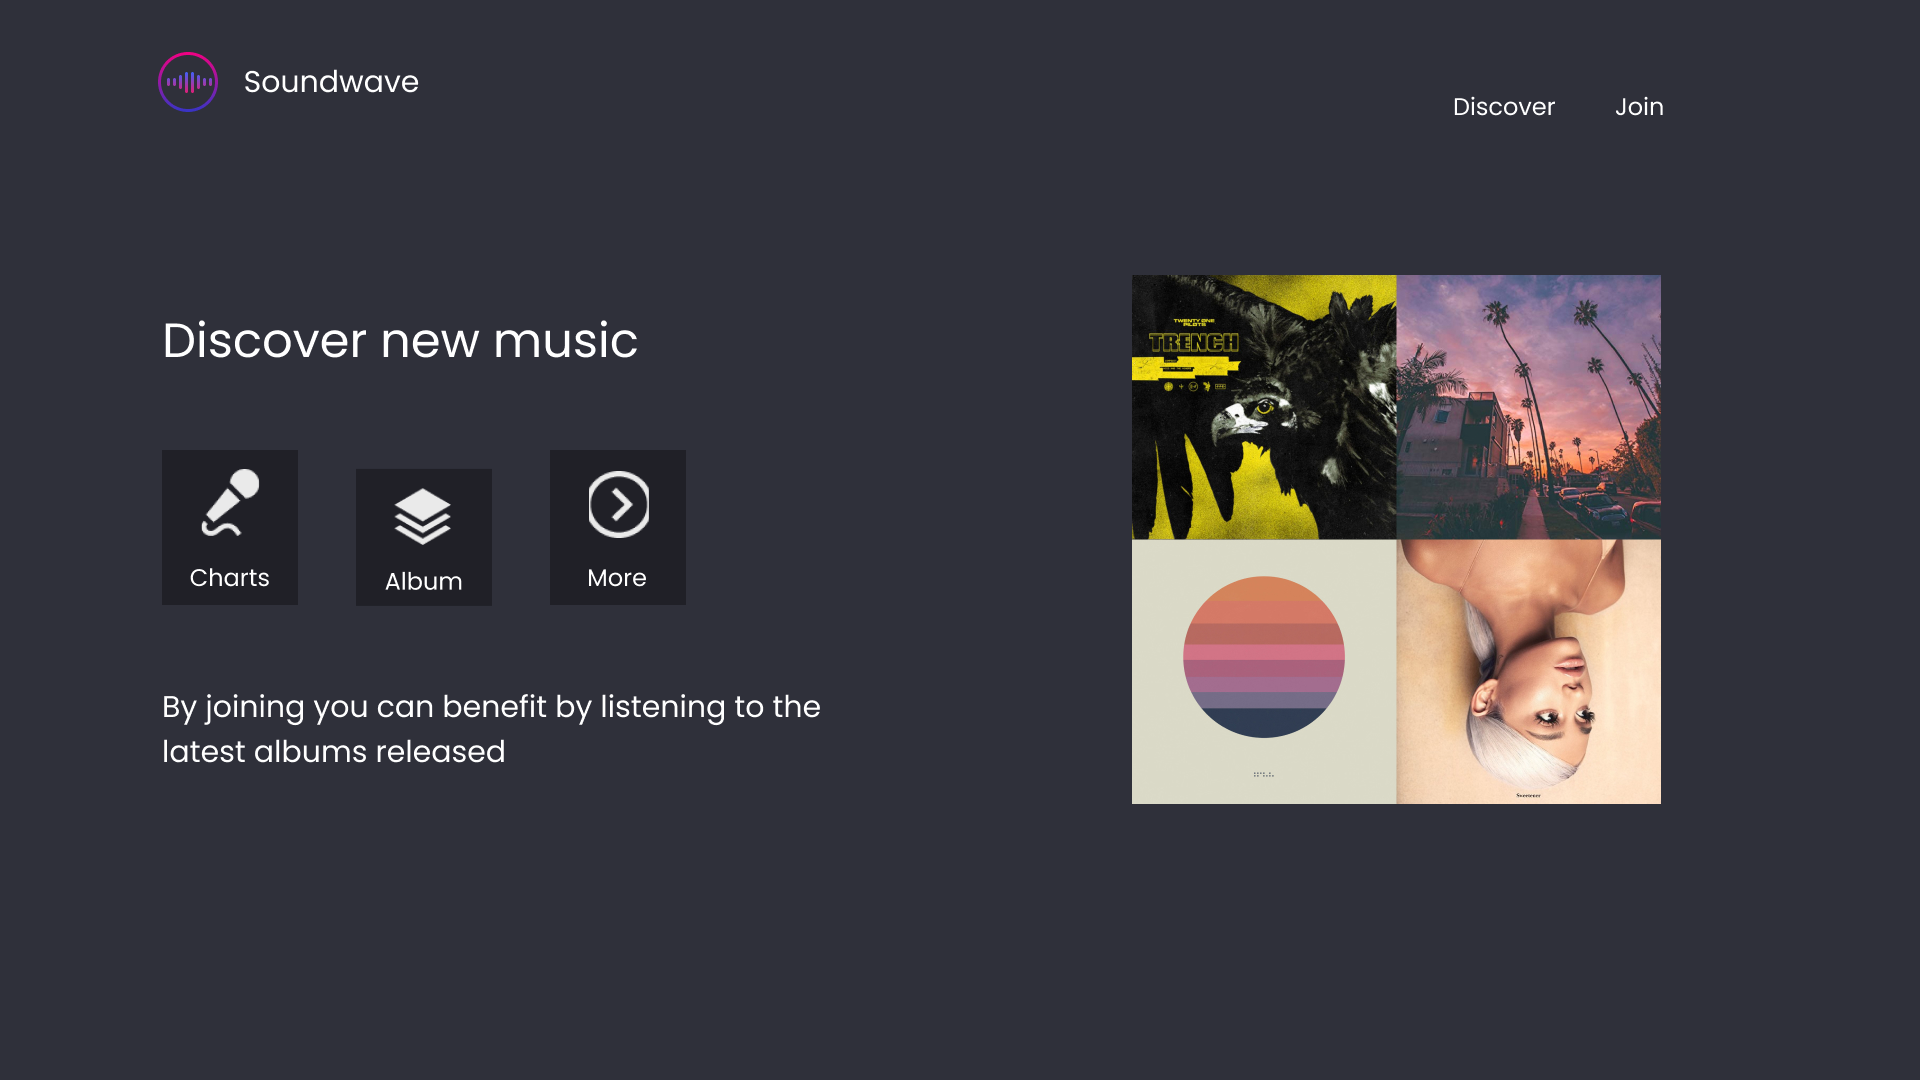 Soundwave
Discover
Join
Discover new music
Charts
Album
More
By joining you can benefit by listening to the
latest albums released
TWENTY ONE
PILOTS
TRENCH
Sweetener